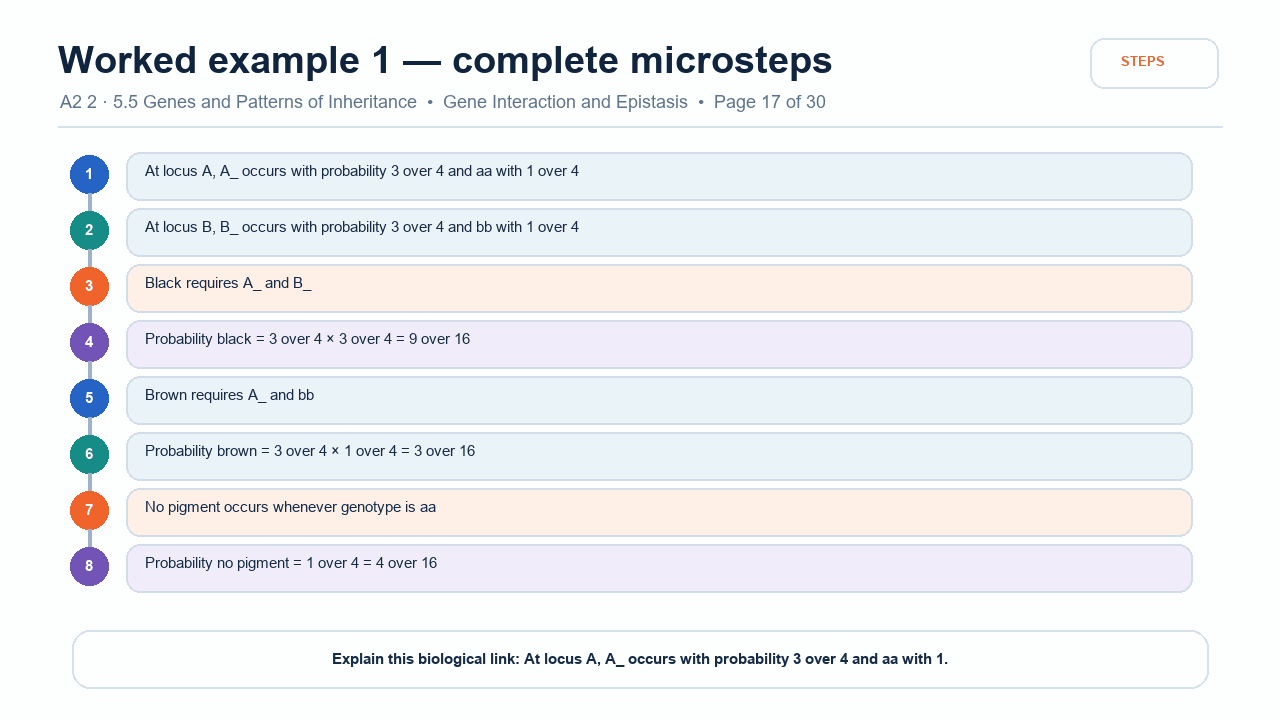 Worked example 1 — complete microsteps
STEPS
A2 2 · 5.5 Genes and Patterns of Inheritance • Gene Interaction and Epistasis • Page 17 of 30
1 At locus A, A_ occurs with probability 3 over 4 and aa with 1 over 4
2 At locus B, B_ occurs with probability 3 over 4 and bb with 1 over 4
3 Black requires A_ and B_
4 Probability black = 3 over 4 × 3 over 4 = 9 over 16
5 Brown requires A_ and bb
6 Probability brown = 3 over 4 × 1 over 4 = 3 over 16
7 No pigment occurs whenever genotype is aa
8 Probability no pigment = 1 over 4 = 4 over 16
Explain this biological link: At locus A, A_ occurs with probability 3 over 4 and aa with 1.